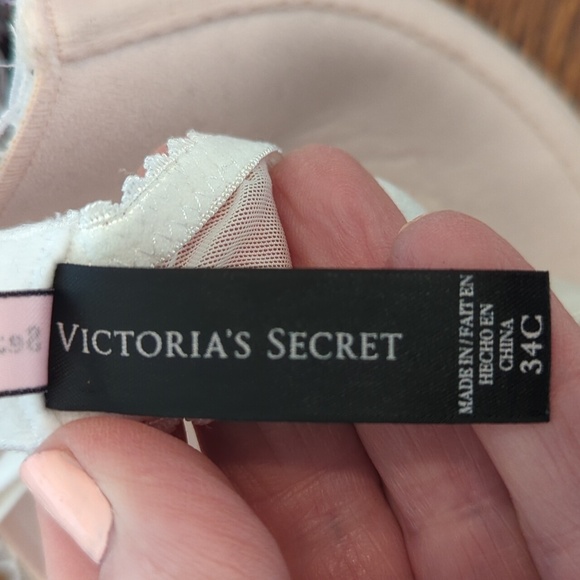 VICTORIA'S SECRET
MADE IN / FAIT EN
HECHO EN
CHINA
34C